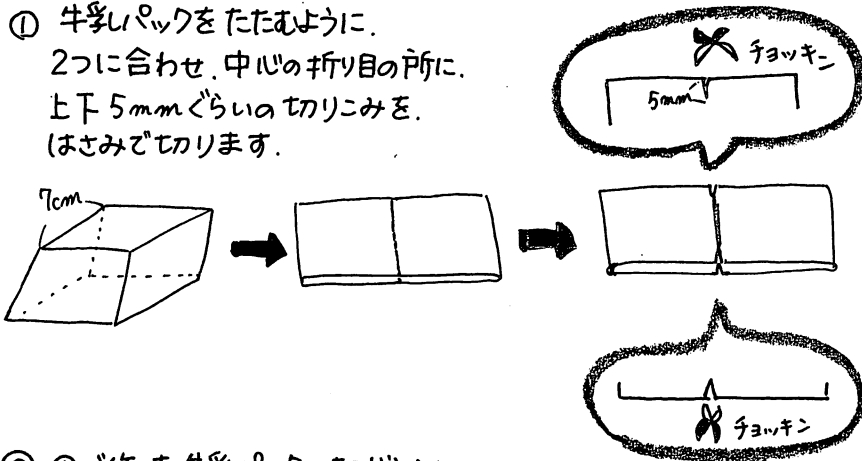 ① 牛乳パックをたたむように、
2つに合わせ、中心の折り目の所に、
上下5mmぐらいの切りこみを、
はさみで切ります.
チョッキン
5mm
7cm
チョッキン